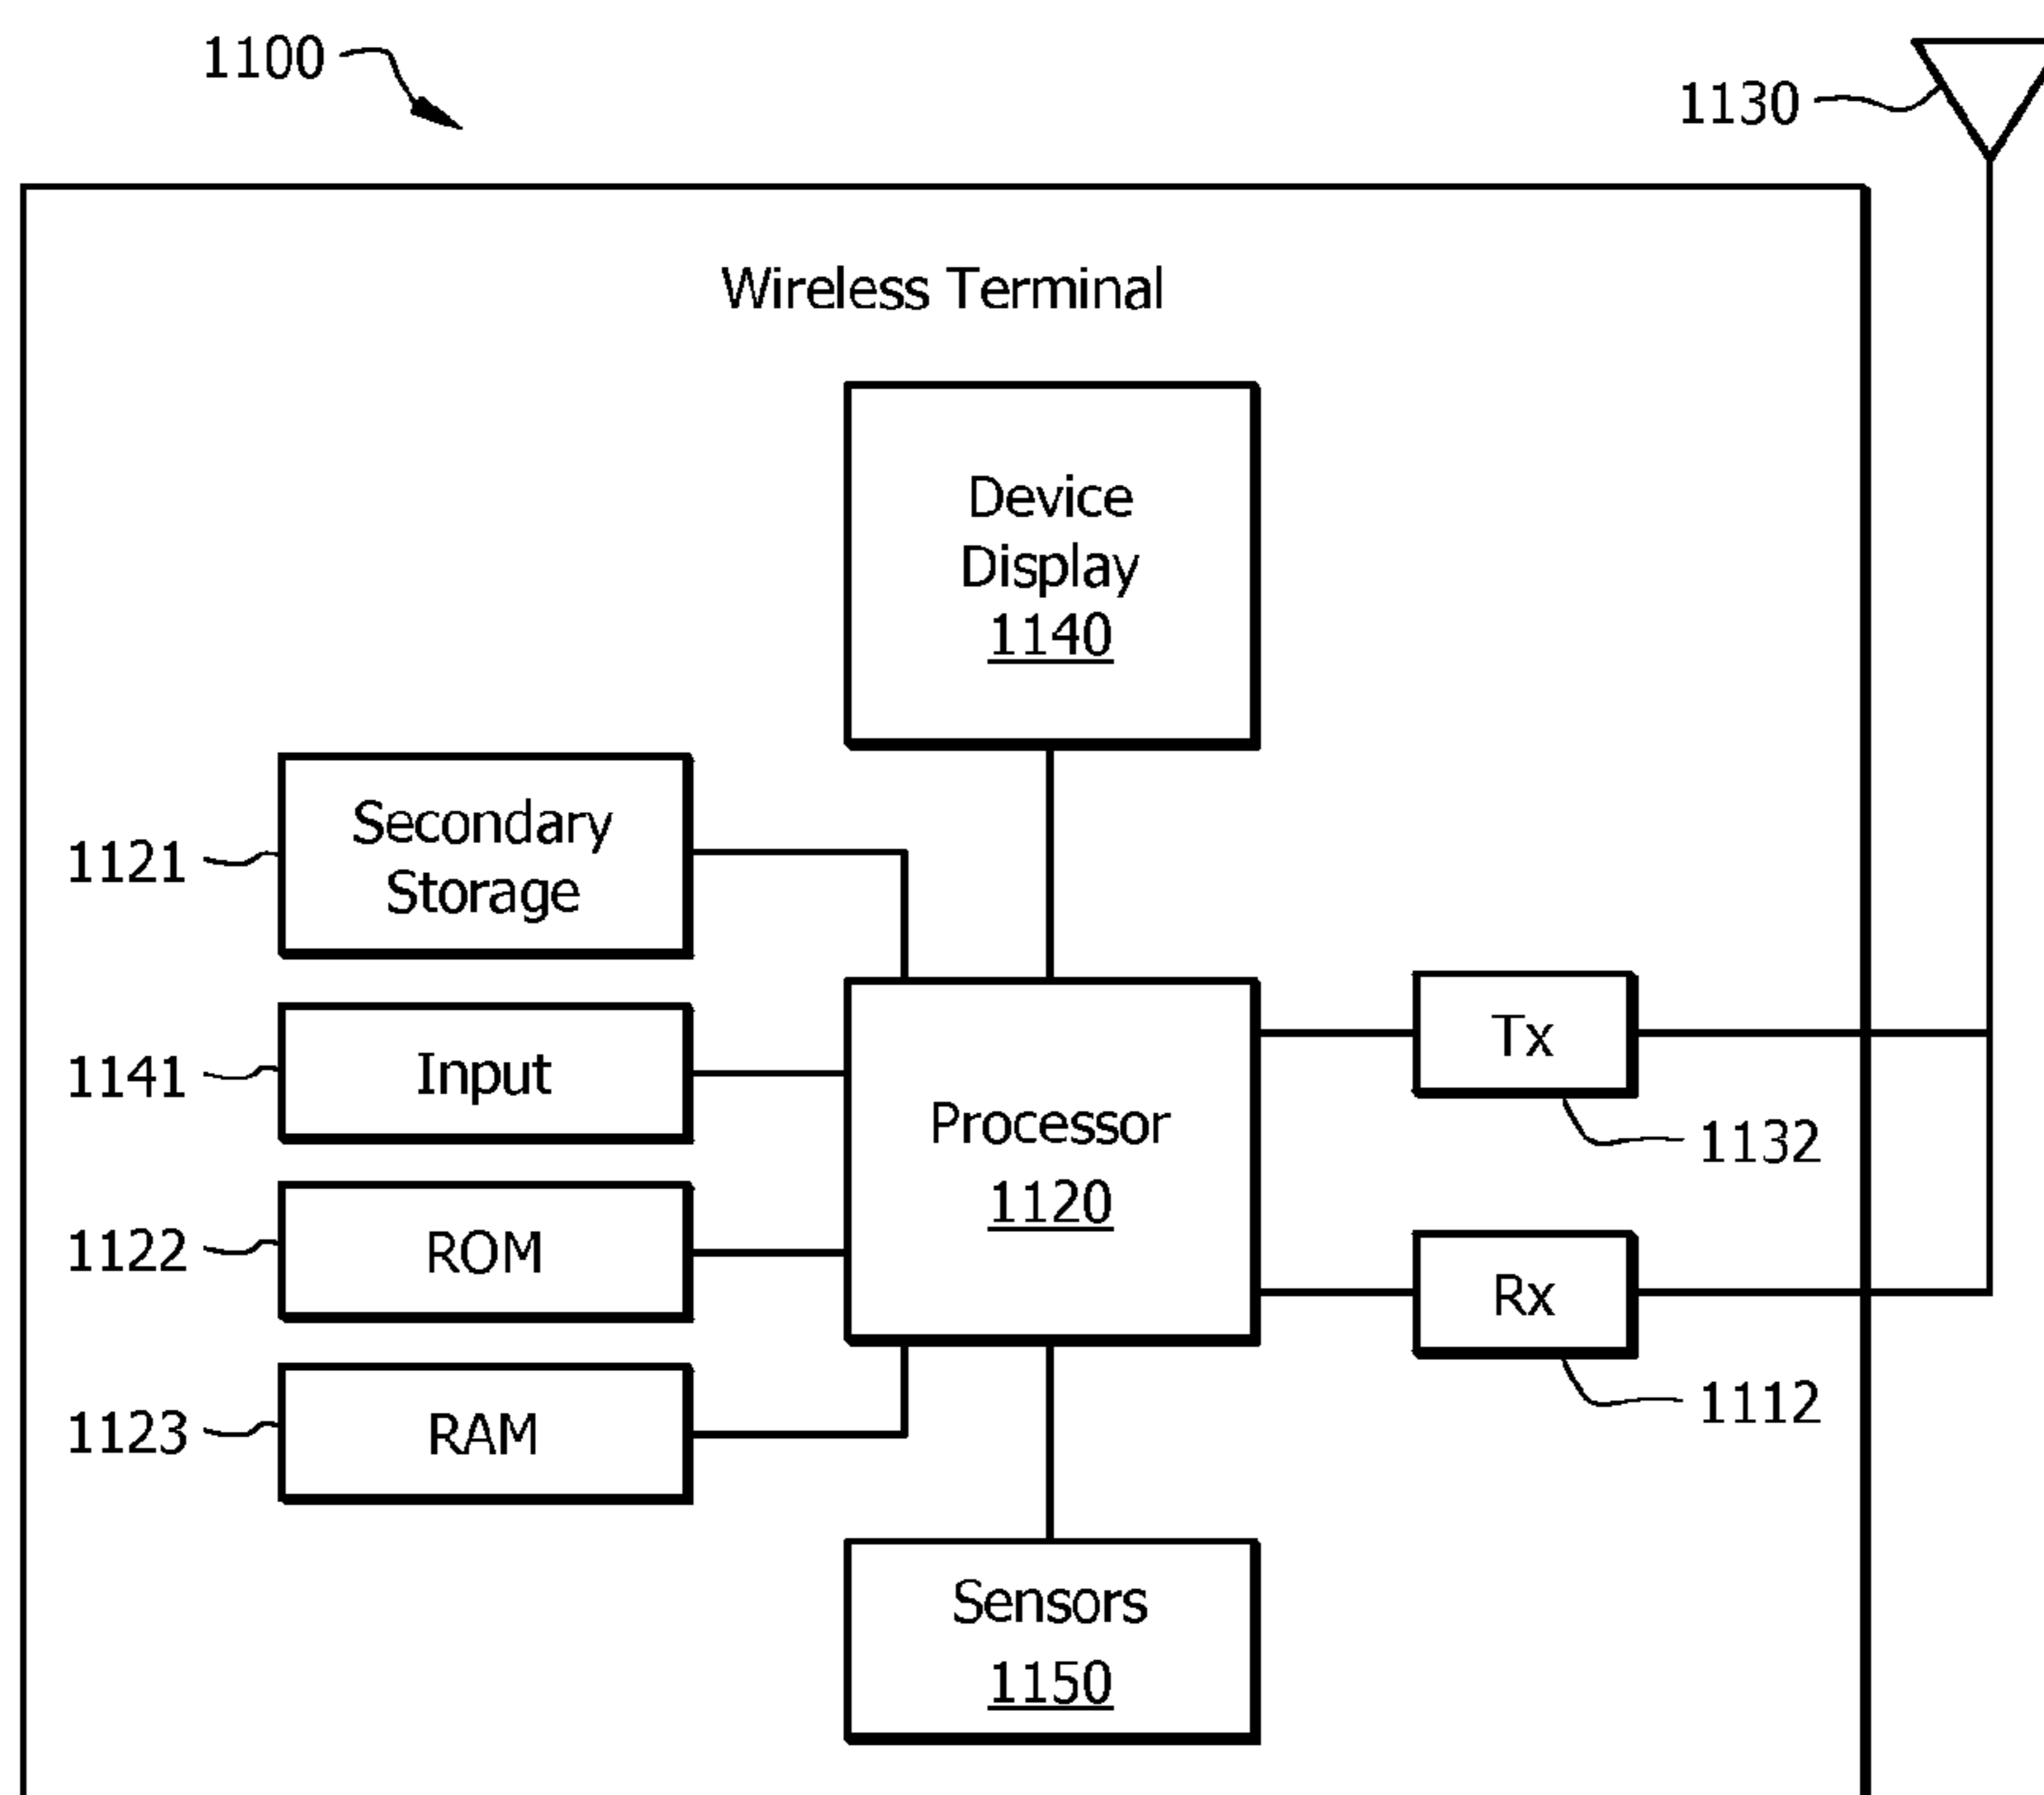 1100
1130
Wireless Terminal
Device
Display
1140
Secondary
Storage
1121
Input
1141
Tx
1132
Processor
1120
ROM
1122
Rx
1112
RAM
1123
Sensors
1150